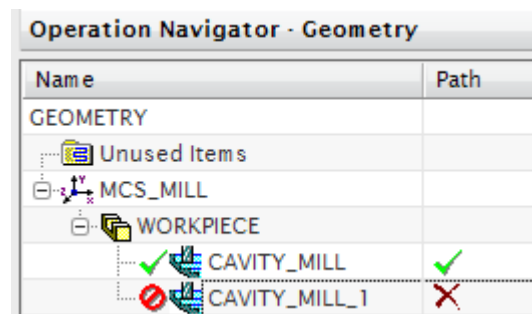 Operation Navigator - Geometry
Name Path
GEOMETRY
Unused Items
MCS_MILL
WORKPIECE
CAVITY_MILL
CAVITY_MILL_1